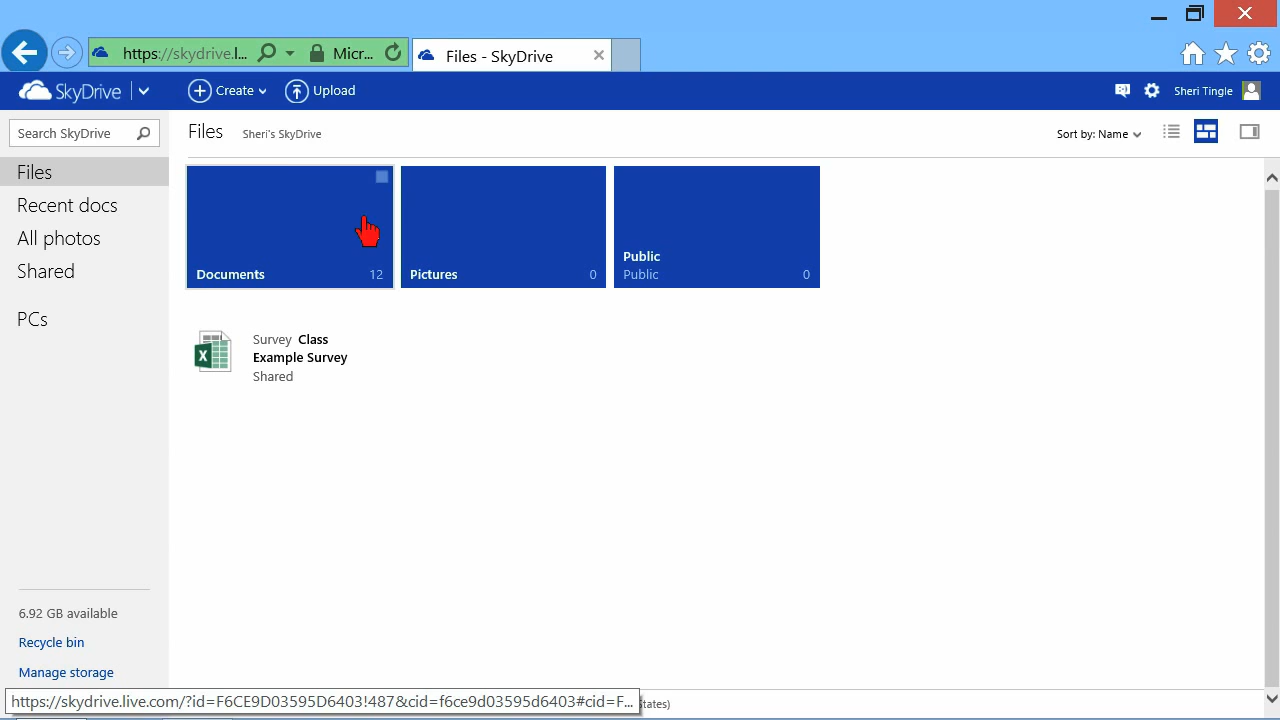 https://skydrive.l... Micr... Files - SkyDrive
SkyDrive Create Upload Sheri Tingle
Search SkyDrive
Files Sheri's SkyDrive Sort by: Name
Files
Recent docs
All photos
Shared
PCs
Documents 12
Pictures 0
Public
Public 0
Survey Class
Example Survey
Shared
6.92 GB available
Recycle bin
Manage storage
https://skydrive.live.com/?id=F6CE9D03595D6403!487&cid=f6ce9d03595d6403#cid=F...